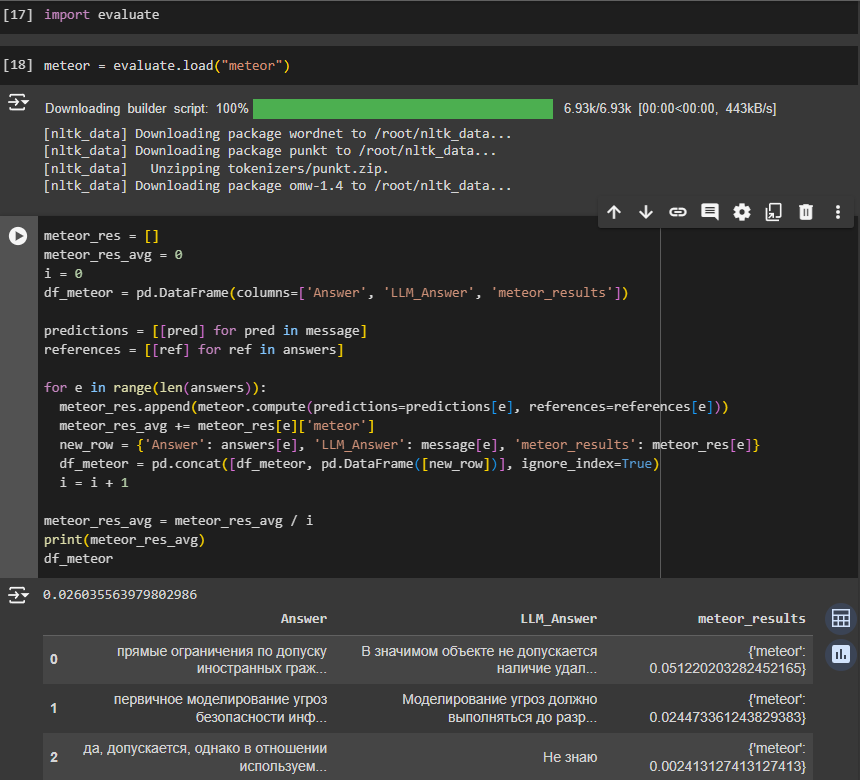 [17] import evaluate
[18] meteor = evaluate.load("meteor")
Downloading builder script: 100% 6.93k/6.93k [00:00<00:00, 443kB/s]
[nltk_data] Downloading package wordnet to /root/nltk_data...
[nltk_data] Downloading package punkt to /root/nltk_data...
[nltk_data]   Unzipping tokenizers/punkt.zip.
[nltk_data] Downloading package omw-1.4 to /root/nltk_data...
meteor_res = []
meteor_res_avg = 0
i = 0
df_meteor = pd.DataFrame(columns=['Answer', 'LLM_Answer', 'meteor_results'])
predictions = [[pred] for pred in message]
references = [[ref] for ref in answers]
for e in range(len(answers)):
  meteor_res.append(meteor.compute(predictions=predictions[e], references=references[e]))
  meteor_res_avg += meteor_res[e]['meteor']
  new_row = {'Answer': answers[e], 'LLM_Answer': message[e], 'meteor_results': meteor_res[e]}
  df_meteor = pd.concat([df_meteor, pd.DataFrame([new_row])], ignore_index=True)
  i = i + 1
meteor_res_avg = meteor_res_avg / i
print(meteor_res_avg)
df_meteor
0.026035563979802986
Answer LLM_Answer meteor_results
прямые ограничения по допуску В значимом объекте не допускается {'meteor':
0 иностранных граж... наличие удал... 0.051220203282452165}
первичное моделирование угроз Моделирование угроз должно {'meteor':
1 безопасности инф... выполняться до разр... 0.024473361243829383}
да, допускается, однако в отношении {'meteor':
2 используем... Не знаю 0.002413127413127413}